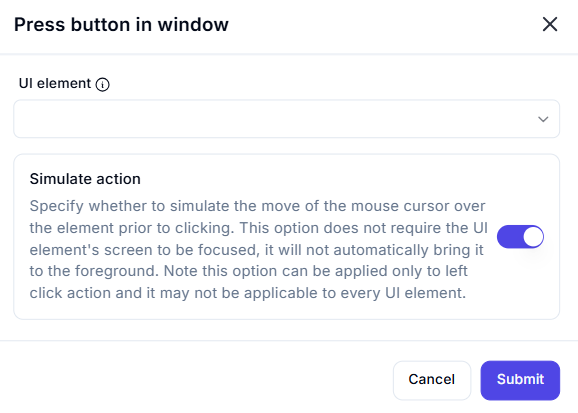 Press button in window
UI element
Simulate action
Specify whether to simulate the move of the mouse cursor over
the element prior to clicking. This option does not require the UI
element's screen to be focused, it will not automatically bring it
to the foreground. Note this option can be applied only to left
click action and it may not be applicable to every UI element.
Cancel
Submit